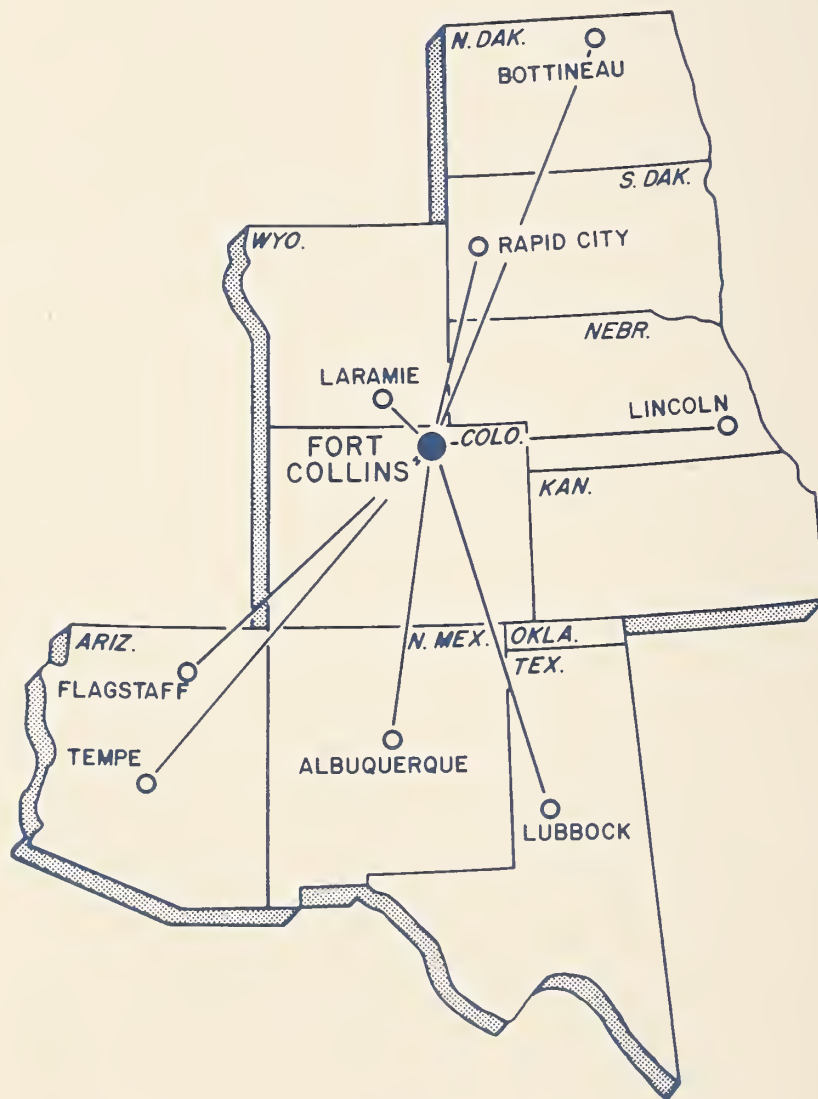 N. DAK.
BOTTINEAU
S. DAK.
WYO.
RAPID CITY
NEBR.
LARAMIE
LINCOLN
FORT
COLLINS
COLO.
KAN.
ARIZ.
N. MEX.
OKLA.
TEX.
FLAGSTAFF
TEMPE
ALBUQUERQUE
LUBBOCK